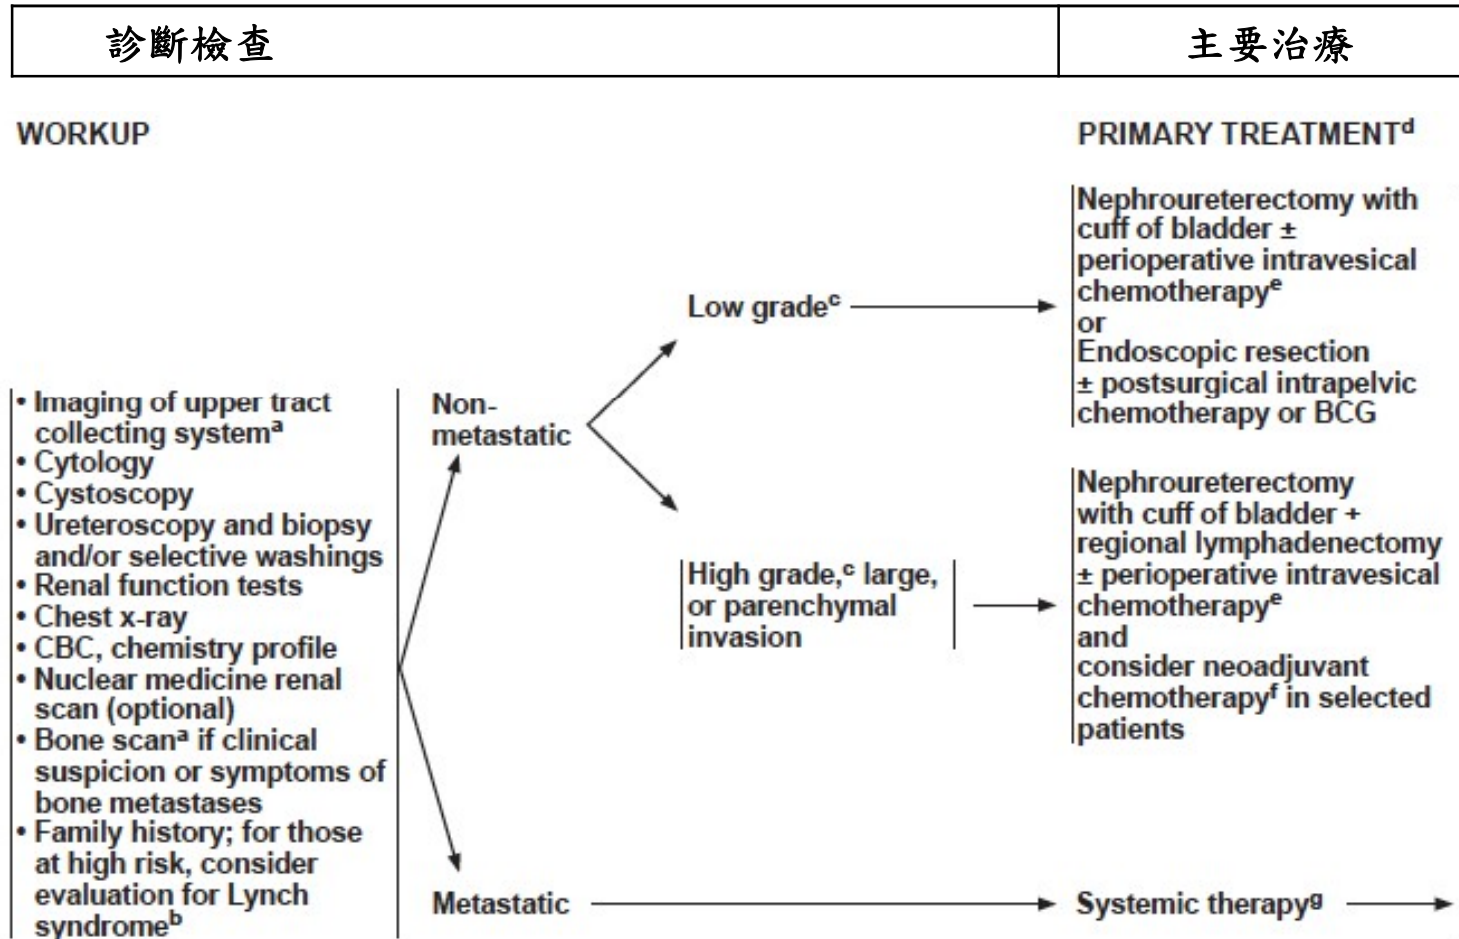 診斷檢查
主要治療
WORKUP
PRIMARY TREATMENTᵈ
• Imaging of upper tract
collecting systemᵃ
• Cytology
• Cystoscopy
• Ureteroscopy and biopsy
and/or selective washings
• Renal function tests
• Chest x-ray
• CBC, chemistry profile
• Nuclear medicine renal
scan (optional)
• Bone scanᵃ if clinical
suspicion or symptoms of
bone metastases
• Family history; for those
at high risk, consider
evaluation for Lynch
syndromeᵇ
Non-
metastatic
Low gradeᶜ
Nephroureterectomy with
cuff of bladder ±
perioperative intravesical
chemotherapyᵉ
or
Endoscopic resection
± postsurgical intrapelvic
chemotherapy or BCG
High grade,ᶜ large,
or parenchymal
invasion
Nephroureterectomy
with cuff of bladder +
regional lymphadenectomy
± perioperative intravesical
chemotherapyᵉ
and
consider neoadjuvant
chemotherapyᶠ in selected
patients
Metastatic
Systemic therapyᵍ